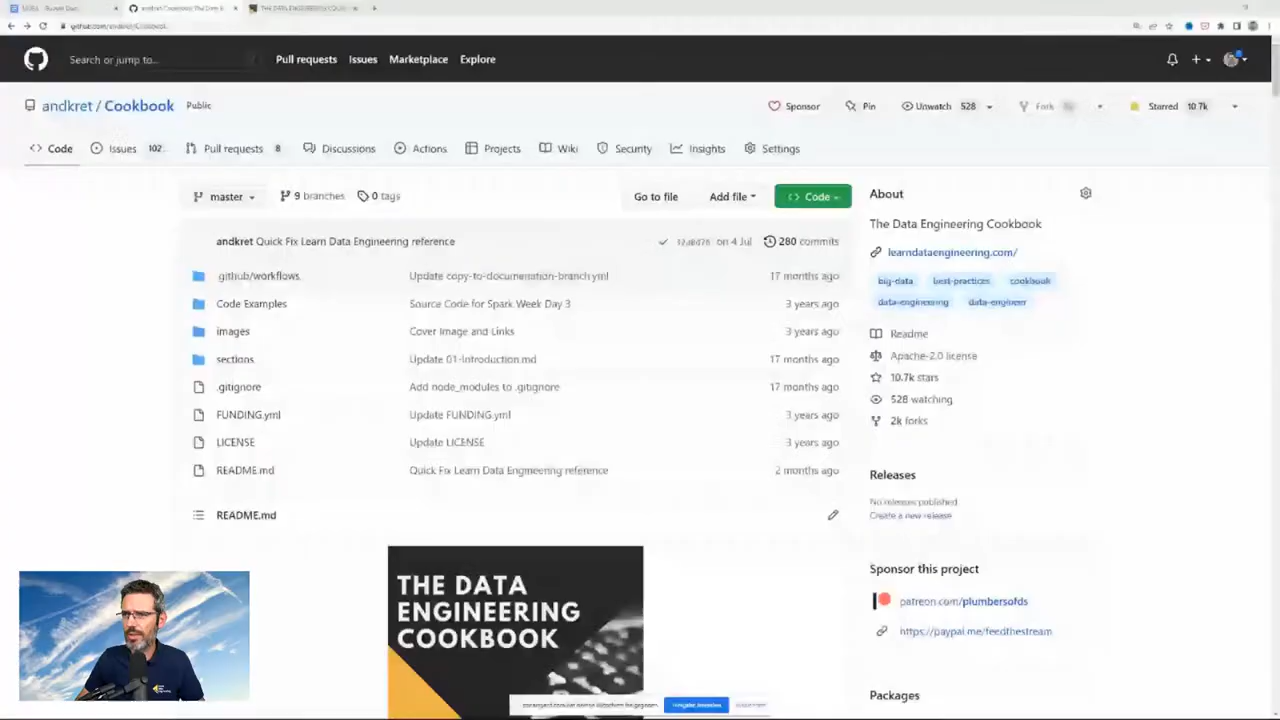 THE DATA ENGINEERING COOK
Search or jump to...
Pull requests Issues Marketplace Explore
andkret / Cookbook Public
Sponsor Pin Unwatch 528 Fork Starred 10.7k
Code Issues 102 Pull requests 8 Discussions Actions Projects Wiki Security Insights Settings
master 9 branches 0 tags Go to file Add file Code
andkret Quick Fix Learn Data Engineering reference on 4 Jul 280 commits
.github/workflows Update copy-to-documenation-branch.yml 17 months ago
Code Examples Source Code for Spark Week Day 3 3 years ago
images Cover Image and Links 3 years ago
sections Update 01-Introduction.md 17 months ago
.gitignore Add node_modules to .gitignore 17 months ago
FUNDING.yml Update FUNDING.yml 3 years ago
LICENSE Update LICENSE 3 years ago
README.md Quick Fix Learn Data Engineering reference 2 months ago
README.md
THE DATA
ENGINEERING
COOKBOOK
About
The Data Engineering Cookbook
learndataengineering.com/
big-data best-practices cookbook
data-engineering data-engineer
Readme
Apache-2.0 license
10.7k stars
528 watching
2k forks
Releases
No releases published
Create a new release
Sponsor this project
patreon.com/plumbersofds
https://paypal.me/feedthestream
Packages